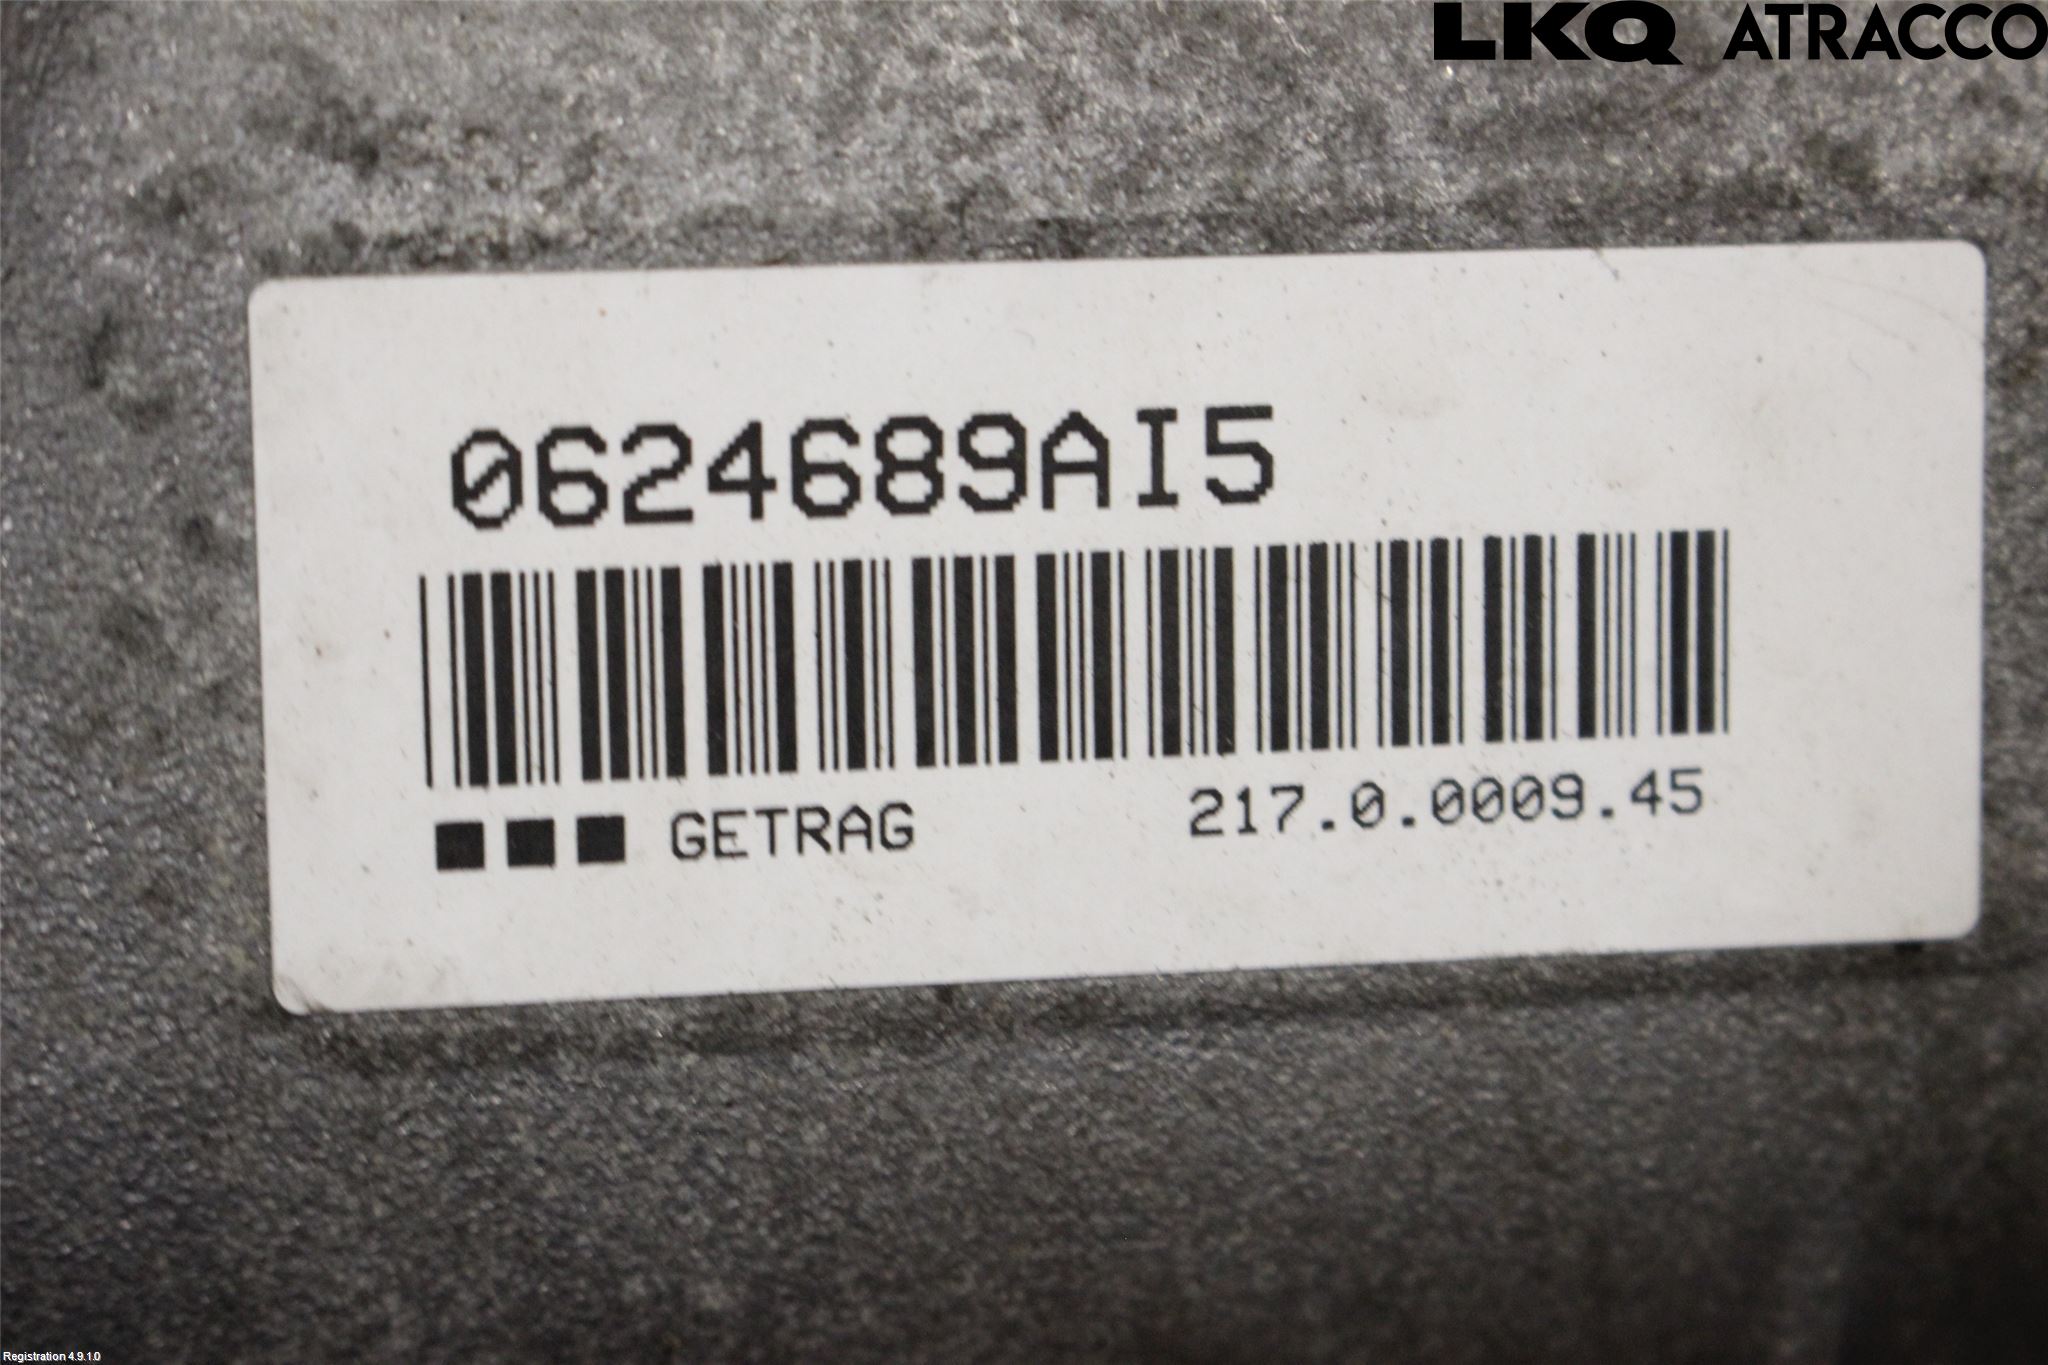 LKQ ATRACCO
0624689AI5
GETRAG 217.0.0009.45
Registration 4.9.1.0